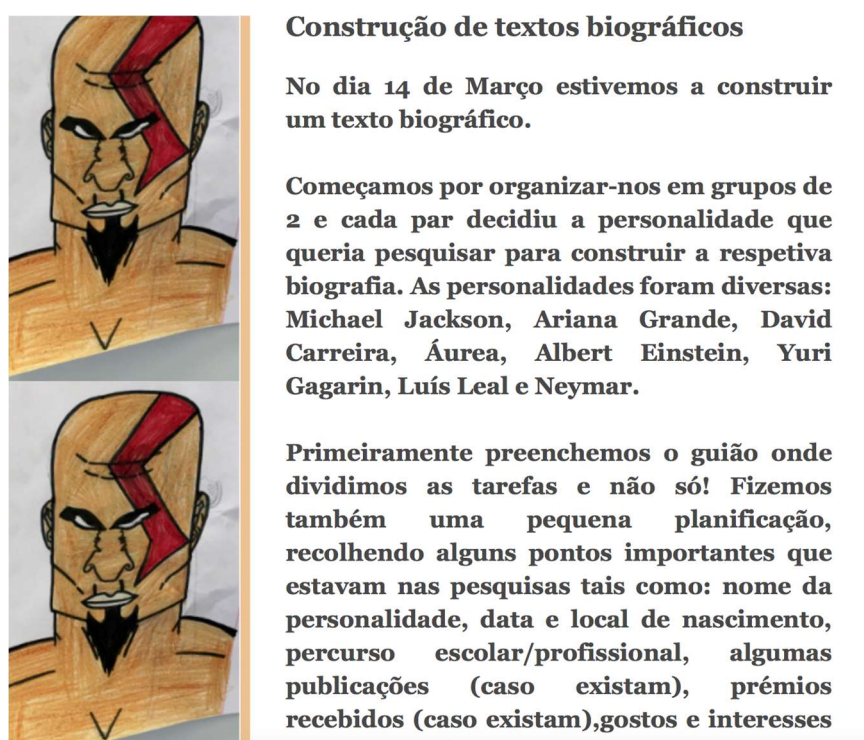 Construção de textos biográficos
No dia 14 de Março estivemos a construir
um texto biográfico.
Começamos por organizar-nos em grupos de
2 e cada par decidiu a personalidade que
queria pesquisar para construir a respetiva
biografia. As personalidades foram diversas:
Michael Jackson, Ariana Grande, David
Carreira, Áurea, Albert Einstein, Yuri
Gagarin, Luís Leal e Neymar.
Primeiramente preenchemos o guião onde
dividimos as tarefas e não só! Fizemos
também uma pequena planificação,
recolhendo alguns pontos importantes que
estavam nas pesquisas tais como: nome da
personalidade, data e local de nascimento,
percurso escolar/profissional, algumas
publicações (caso existam), prémios
recebidos (caso existam),gostos e interesses